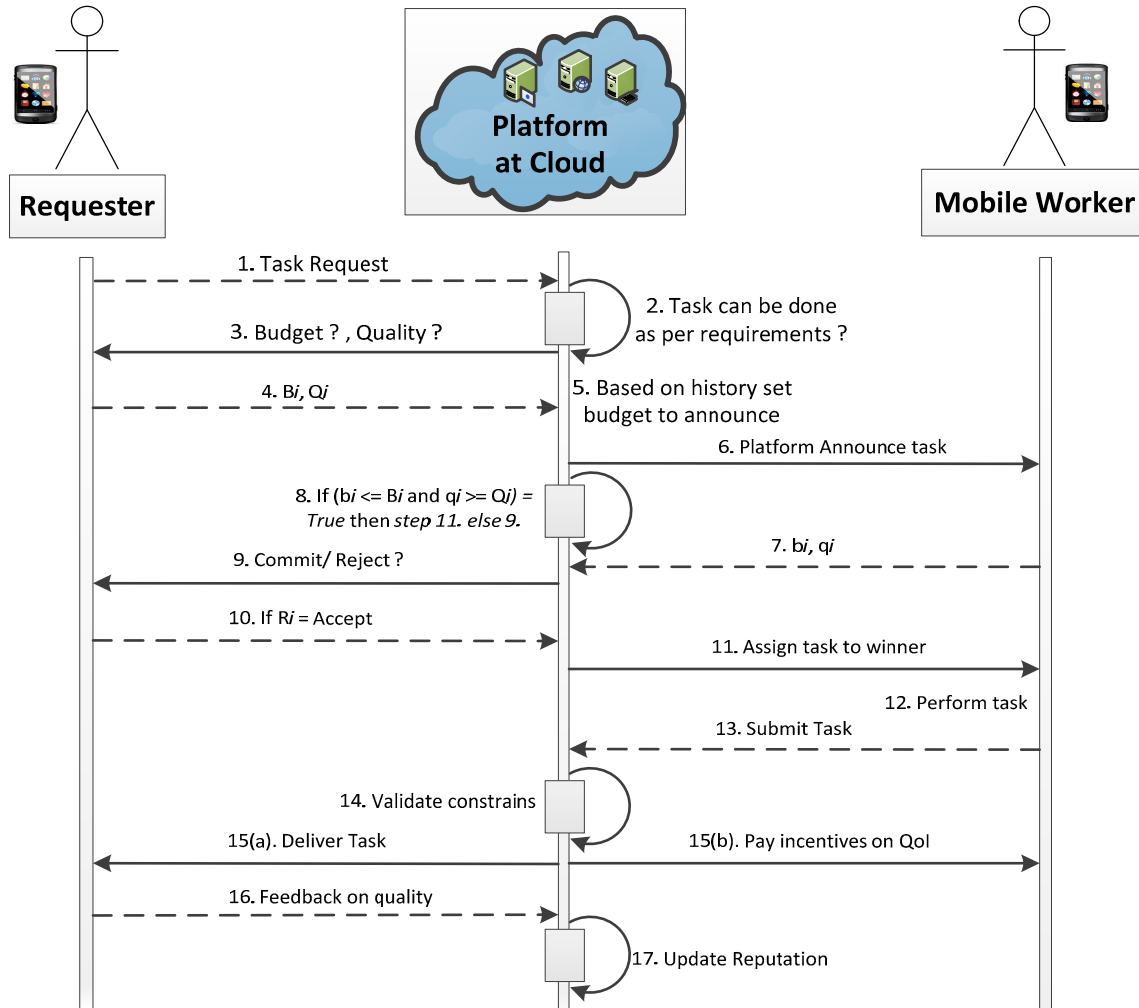 Platform
at Cloud
Requester
Mobile Worker
1. Task Request
2. Task can be done
as per requirements ?
3. Budget ? , Quality ?
4. Bi, Qi
5. Based on history set
budget to announce
6. Platform Announce task
8. If (bi <= Bi and qi >= Qi) =
True then step 11. else 9.
7. bi, qi
9. Commit/ Reject ?
10. If Ri = Accept
11. Assign task to winner
12. Perform task
13. Submit Task
14. Validate constrains
15(a). Deliver Task
15(b). Pay incentives on QoI
16. Feedback on quality
17. Update Reputation